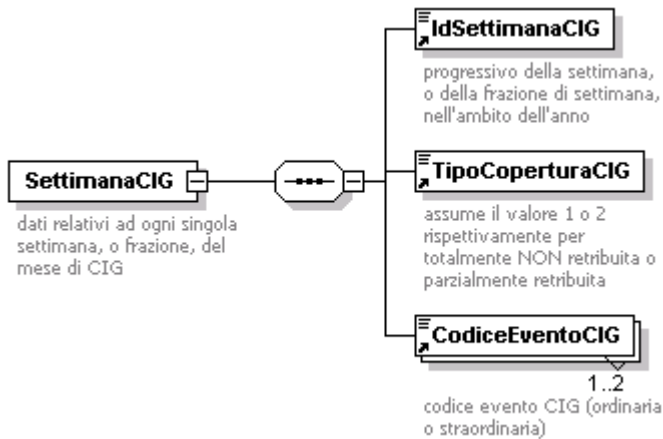 IdSettimanaCIG
progressivo della settimana,
o della frazione di settimana,
nell'ambito dell'anno
SettimanaCIG
dati relativi ad ogni singola
settimana, o frazione, del
mese di CIG
TipoCoperturaCIG
assume il valore 1 o 2
rispettivamente per
totalmente NON retribuita o
parzialmente retribuita
CodiceEventoCIG
1..2
codice evento CIG (ordinaria
o straordinaria)